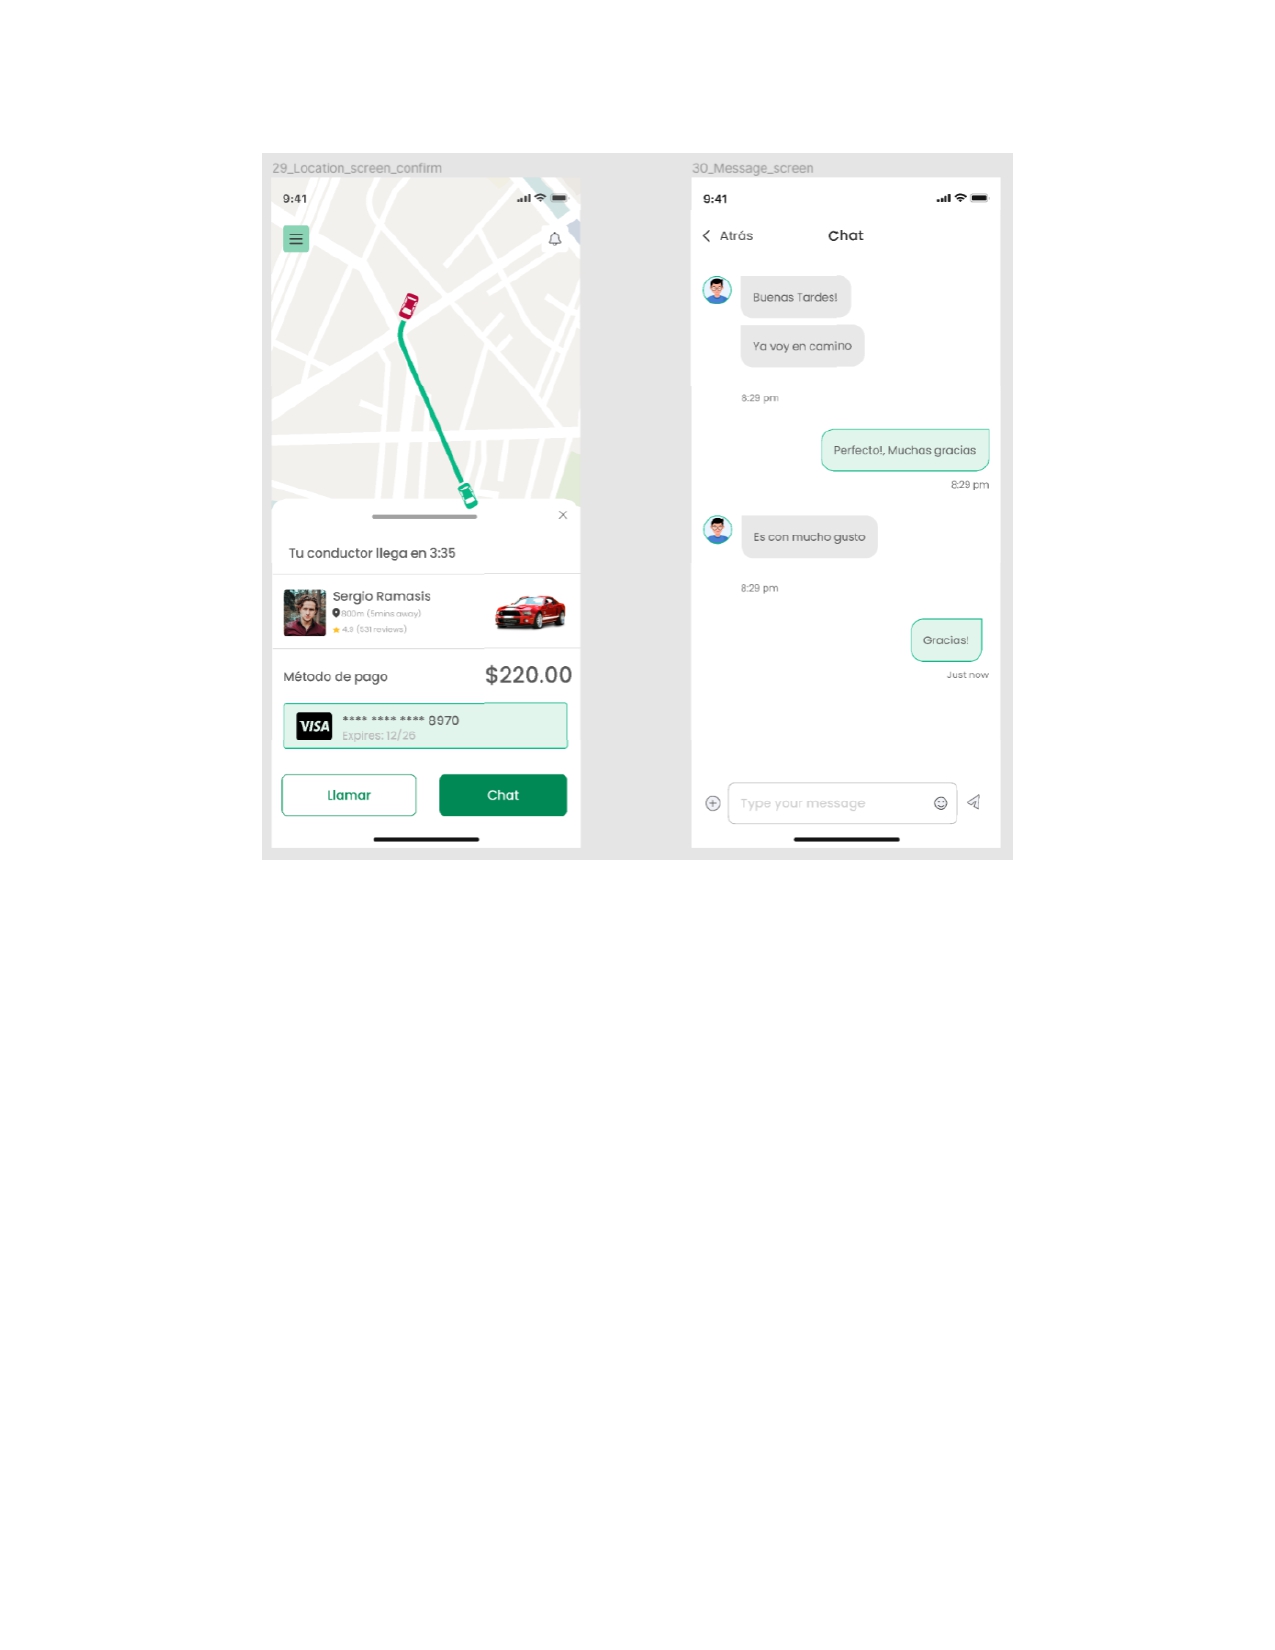 29_Location_screen_confirm
9:41
Tu conductor llega en 3:35
Sergio Ramasis
800m (5mins away)
4.9 (531 reviews)
Método de pago
$220.00
VISA
**** **** **** 8970
Expires: 12/26
Llamar
Chat
30_Message_screen
9:41
Atrás
Chat
Buenas Tardes!
Ya voy en camino
8:29 pm
Perfecto!, Muchas gracias
8:29 pm
Es con mucho gusto
8:29 pm
Gracias!
Just now
Type your message